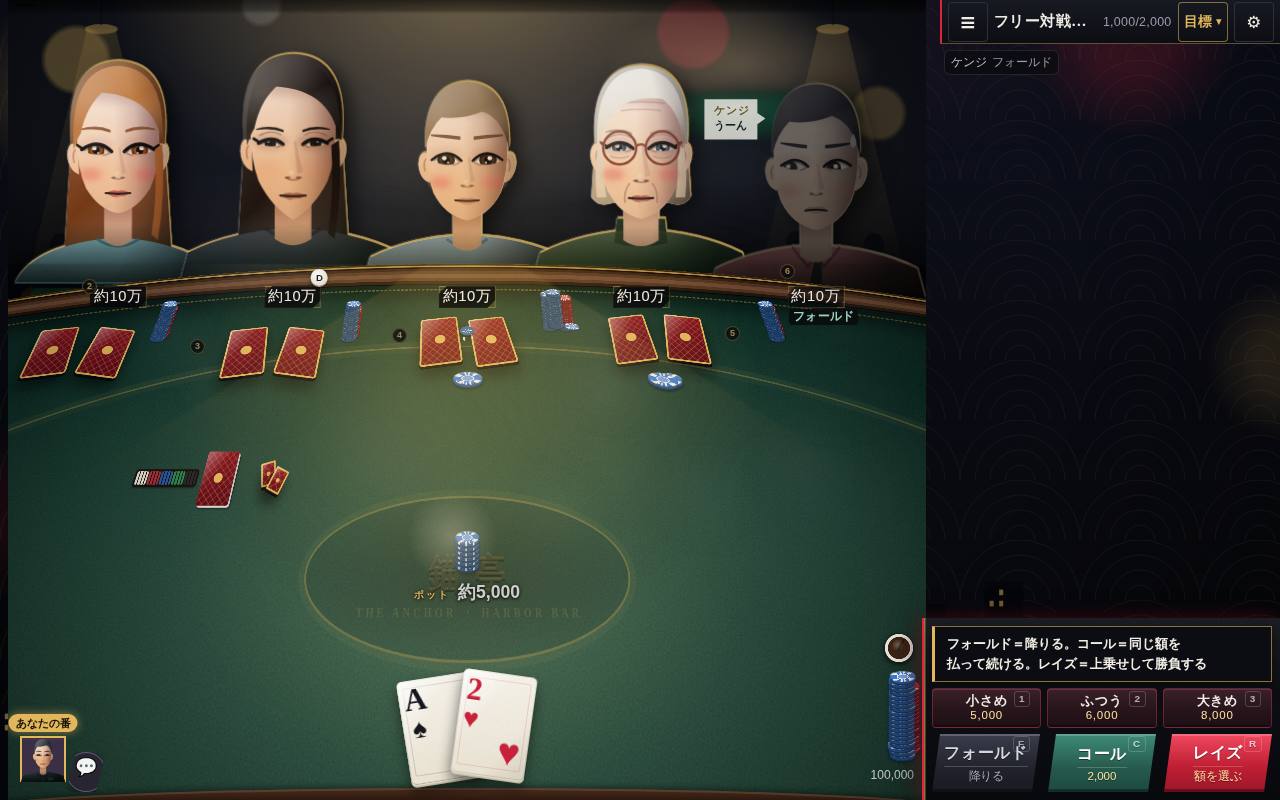 フリー対戦…
1,000/2,000
目標▼
ケンジ フォールド
ケンジ
うーん
D
2
約10万
約10万
約10万
約10万
6
約10万
フォールド
3
4
5
ポット 約5,000
THE ANCHOR · HARBOR BAR
A
2
あなたの番
100,000
フォールド＝降りる。コール＝同じ額を
払って続ける。レイズ＝上乗せして勝負する
小さめ 1
5,000
ふつう 2
6,000
大きめ 3
8,000
フォールド
降りる
コール C
2,000
レイズ R
額を選ぶ